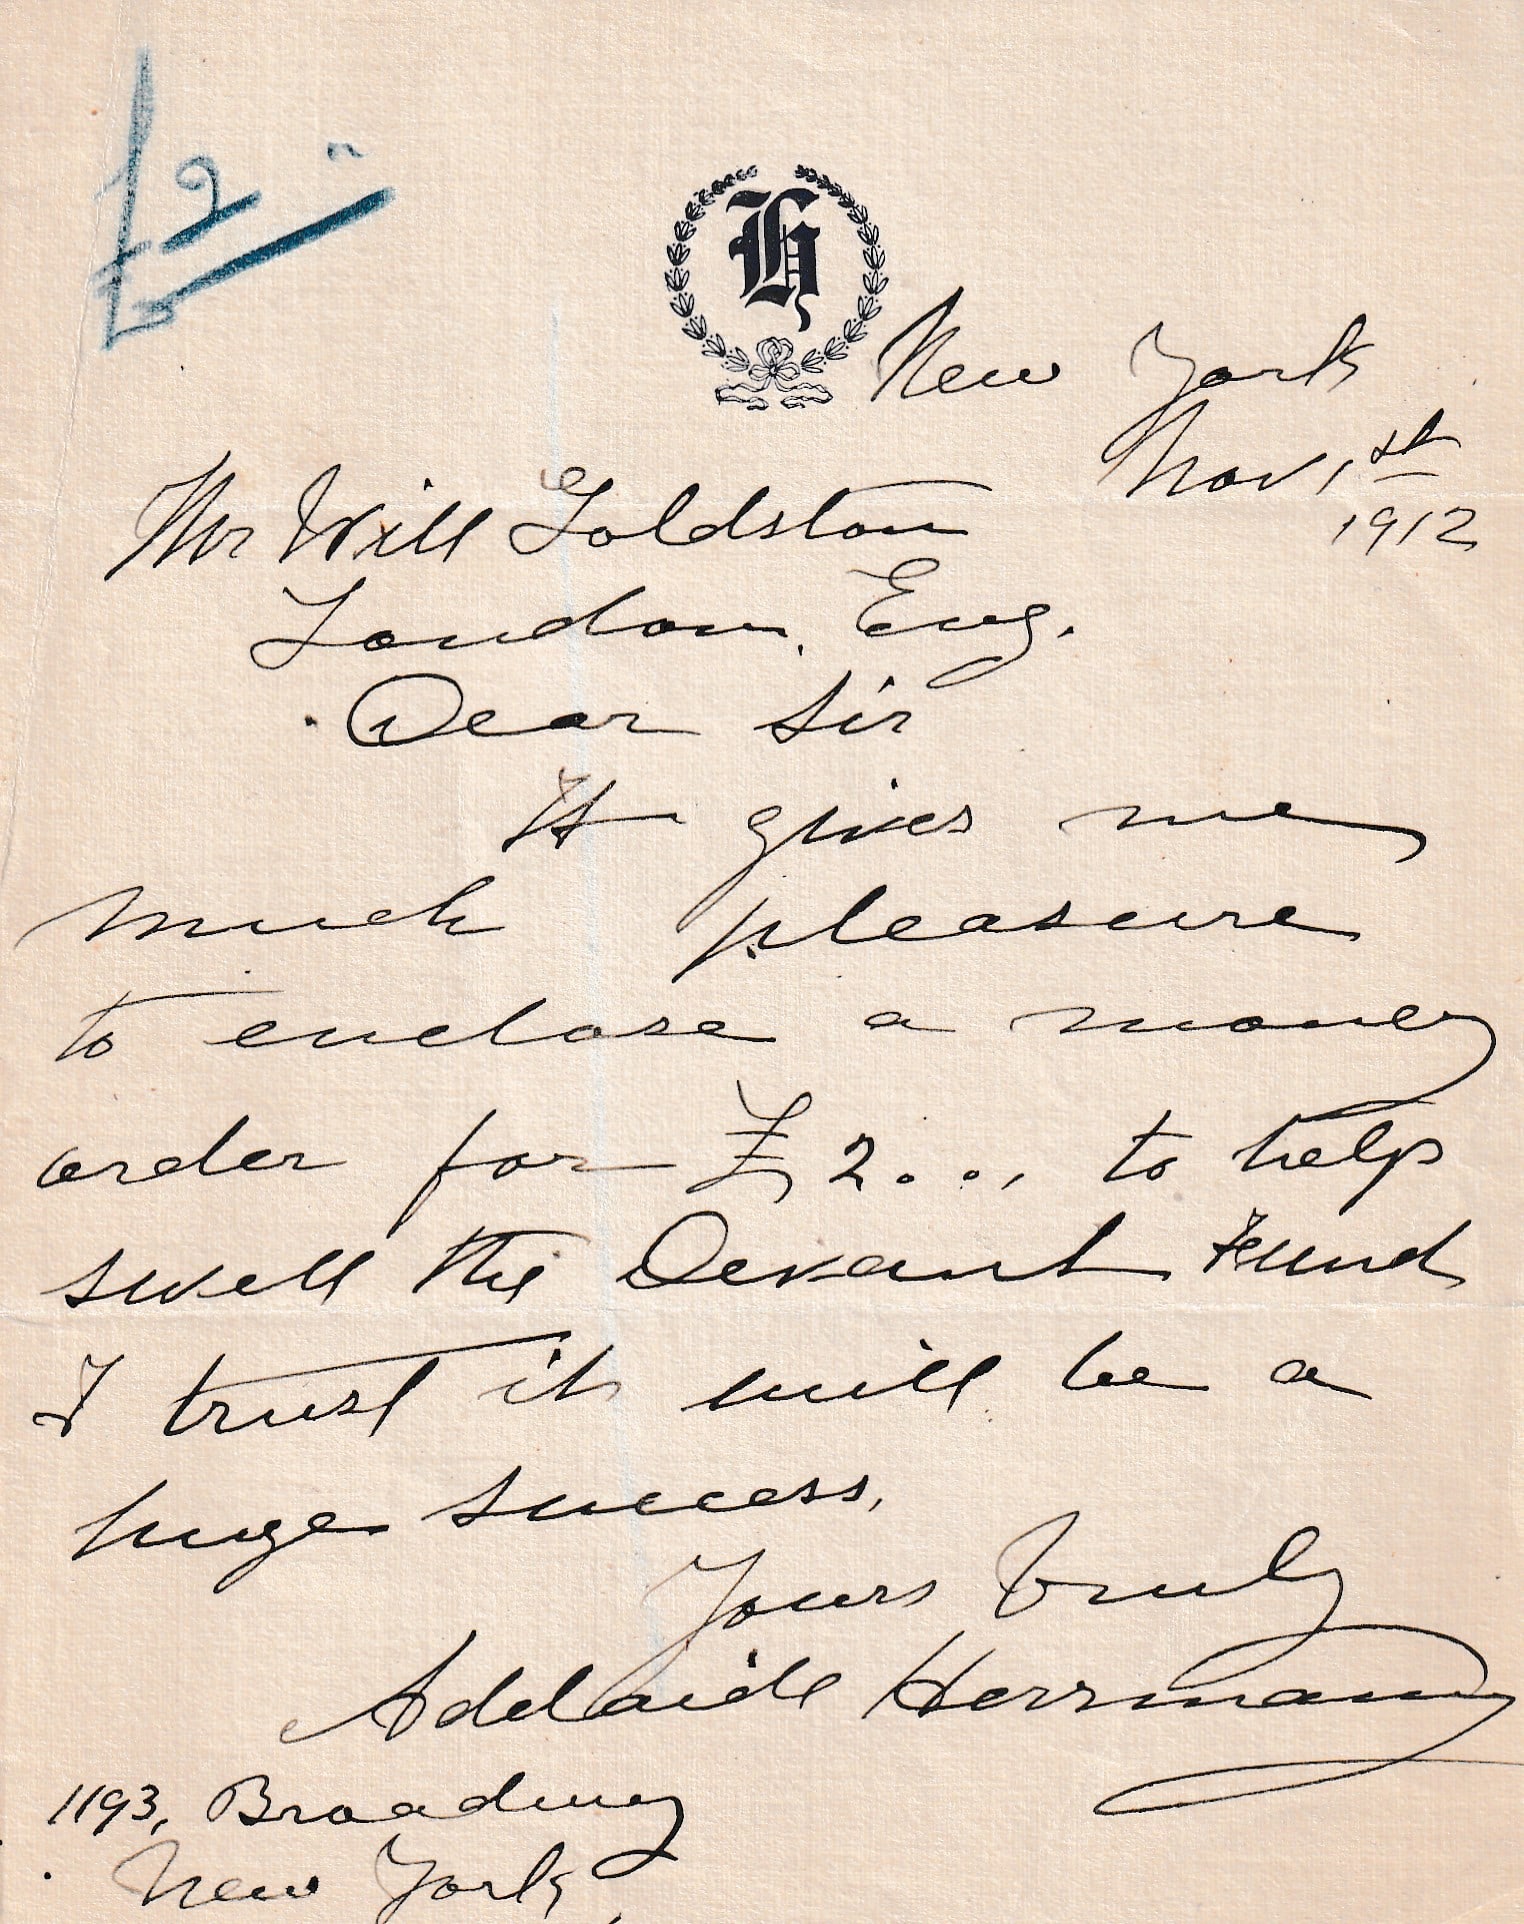 £2 "
H
New York
Nov 1st
1912
Mr Will Goldston
London, Eng.
Dear Sir
It gives me
much pleasure
to enclose a money
order for £2... to help
swell the Devant Fund
I trust it will be a
huge success,
Yours Truly
Adelaide Herrmann
1193, Broadway
New York,